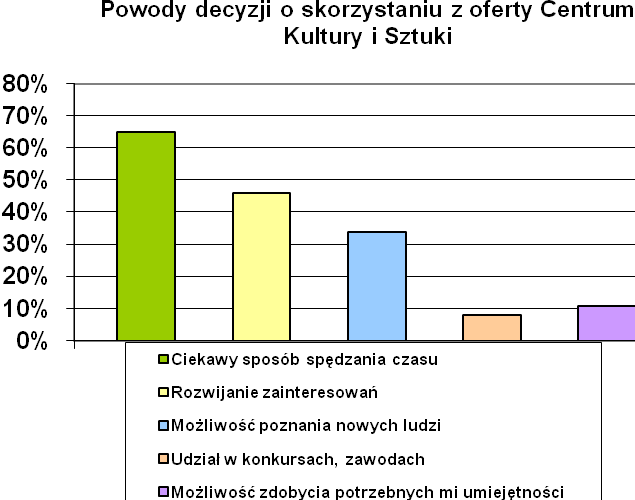 Powody decyzji o skorzystaniu z oferty Centrum
Kultury i Sztuki
80%
70%
60%
50%
40%
30%
20%
10%
0%
Ciekawy sposób spędzania czasu
Rozwijanie zainteresowań
Możliwość poznania nowych ludzi
Udział w konkursach, zawodach
Możliwość zdobycia potrzebnych mi umiejętności